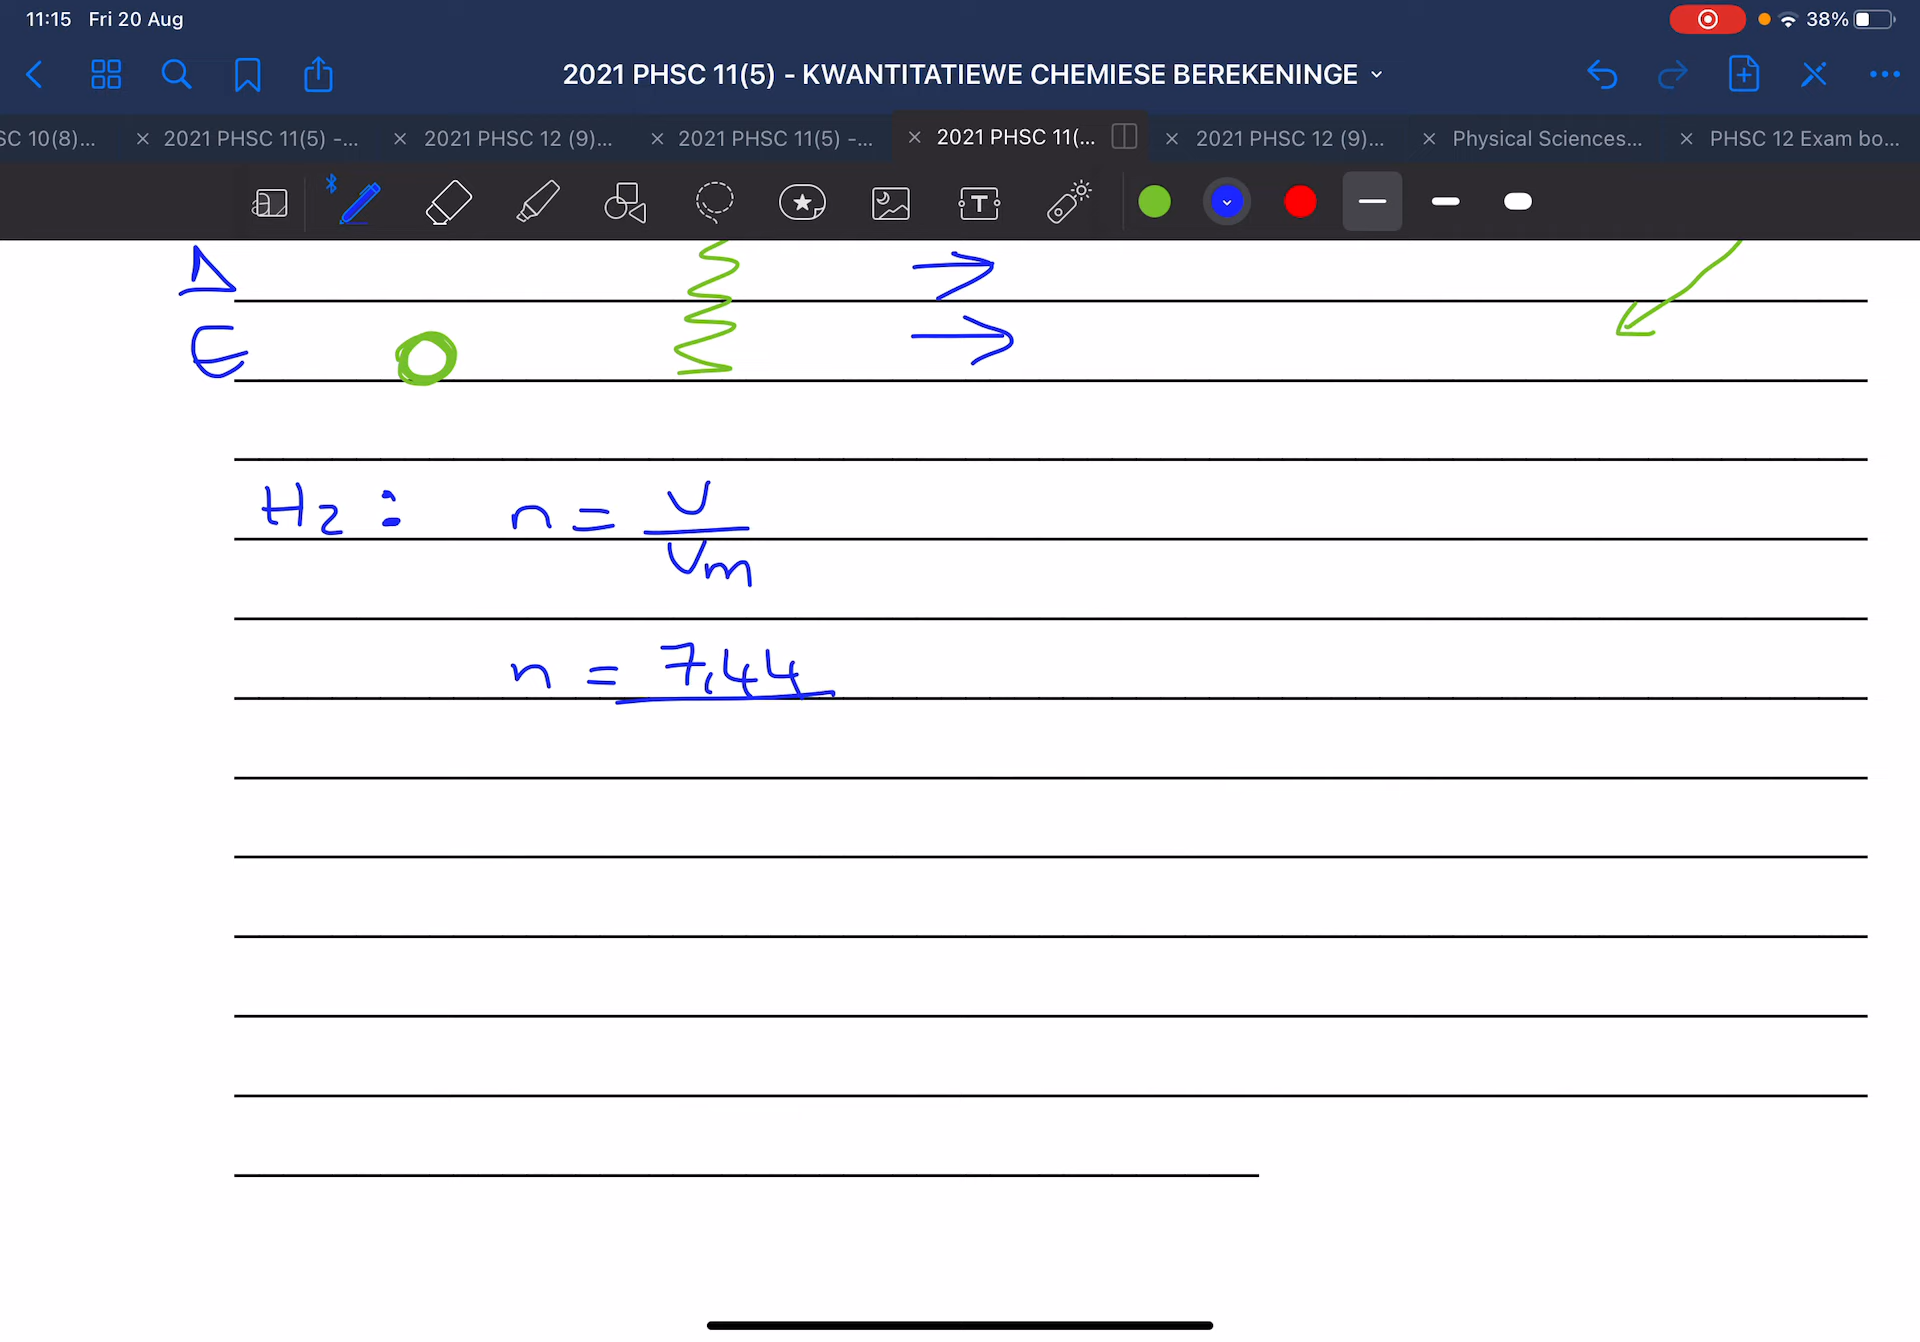 11:15 Fri 20 Aug 38%
2021 PHSC 11(5) - KWANTITATIEWE CHEMIESE BEREKENINGE
SC 10(8)... × 2021 PHSC 11(5) -... × 2021 PHSC 12 (9)... × 2021 PHSC 11(5) -... × 2021 PHSC 11(... × 2021 PHSC 12 (9)... × Physical Sciences... × PHSC 12 Exam bo...
T
Δ →
E O →
H2 : n = V
Vm
n = 7,44